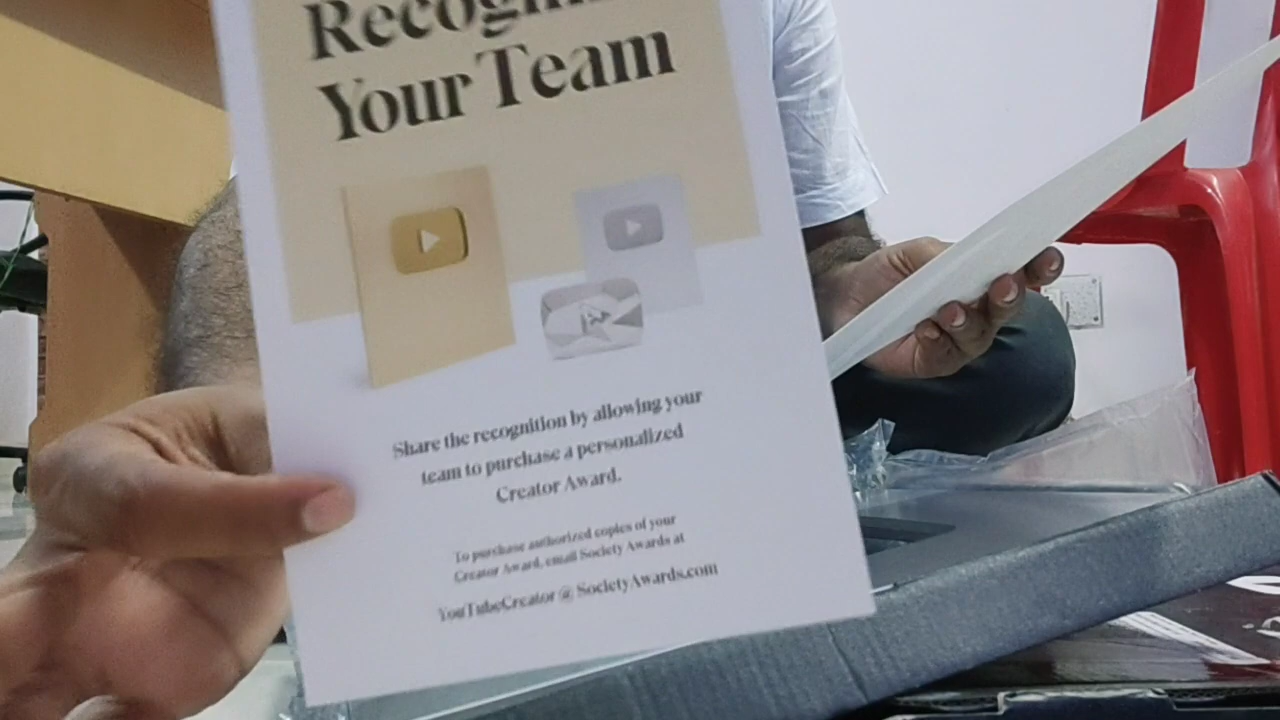 Your Team
Share the recognition by allowing your
team to purchase a personalized
Creator Award.
To purchase authorized copies of your
Creator Award, email Society Awards at
YouTubeCreator @ SocietyAwards.com